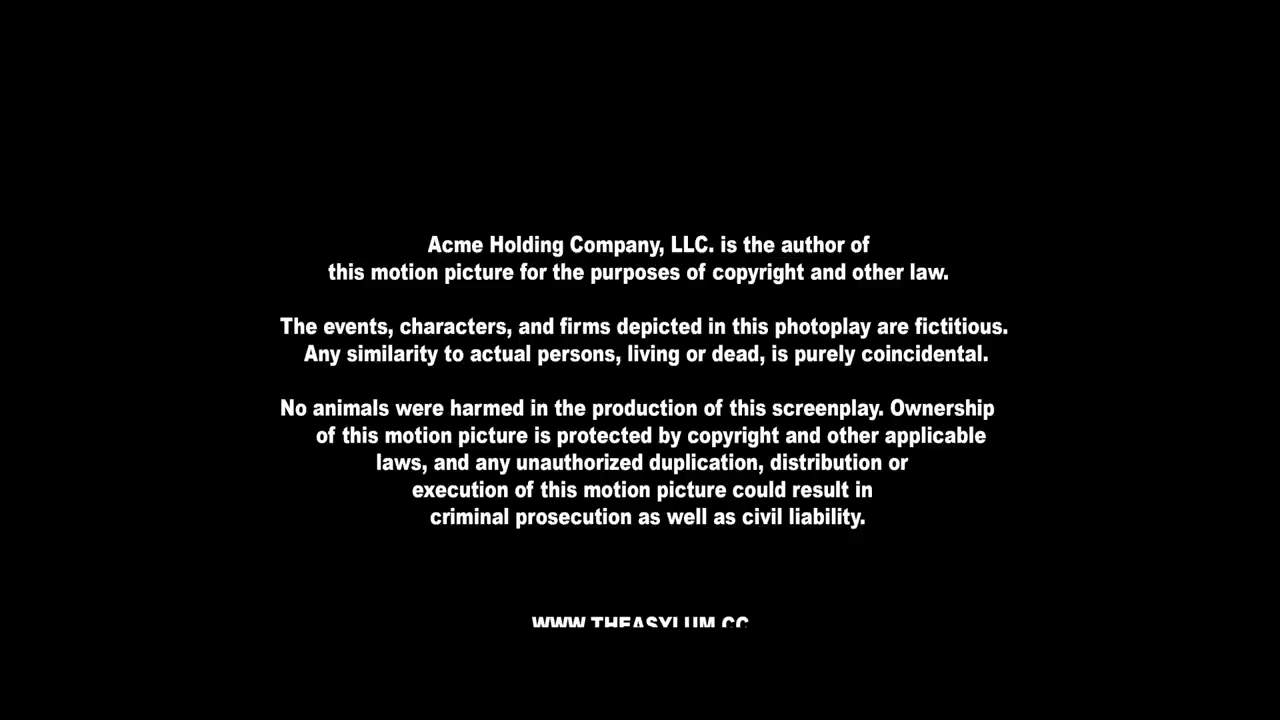 Acme Holding Company, LLC. is the author of
this motion picture for the purposes of copyright and other law.
The events, characters, and firms depicted in this photoplay are fictitious.
Any similarity to actual persons, living or dead, is purely coincidental.
No animals were harmed in the production of this screenplay. Ownership
of this motion picture is protected by copyright and other applicable
laws, and any unauthorized duplication, distribution or
execution of this motion picture could result in
criminal prosecution as well as civil liability.
WWW.THEASYLUM.CC